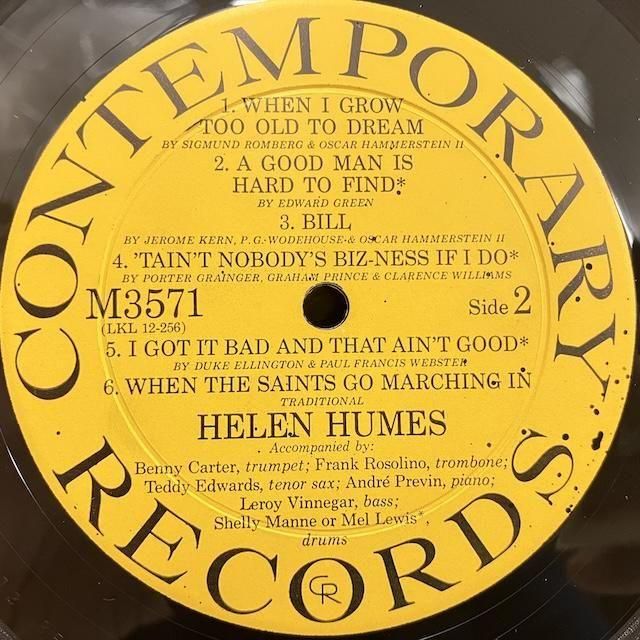 CONTEMPORARY
1. WHEN I GROW
TOO OLD TO DREAM
BY SIGMUND ROMBERG & OSCAR HAMMERSTEIN II
2. A GOOD MAN IS
HARD TO FIND*
BY EDWARD GREEN
3. BILL
BY JEROME KERN, P.G. WODEHOUSE & OSCAR HAMMERSTEIN II
4. 'TAIN'T NOBODY'S BIZ-NESS IF I DO*
BY PORTER GRAINGER, GRAHAM PRINCE & CLARENCE WILLIAMS
M3571 Side 2
(LKL 12-256)
5. I GOT IT BAD AND THAT AIN'T GOOD*
BY DUKE ELLINGTON & PAUL FRANCIS WEBSTER
6. WHEN THE SAINTS GO MARCHING IN
TRADITIONAL
HELEN HUMES
Accompanied by:
Benny Carter, trumpet; Frank Rosolino, trombone;
Teddy Edwards, tenor sax; André Previn, piano;
Leroy Vinnegar, bass;
Shelly Manne or Mel Lewis*,
drums
CR
RECORDS